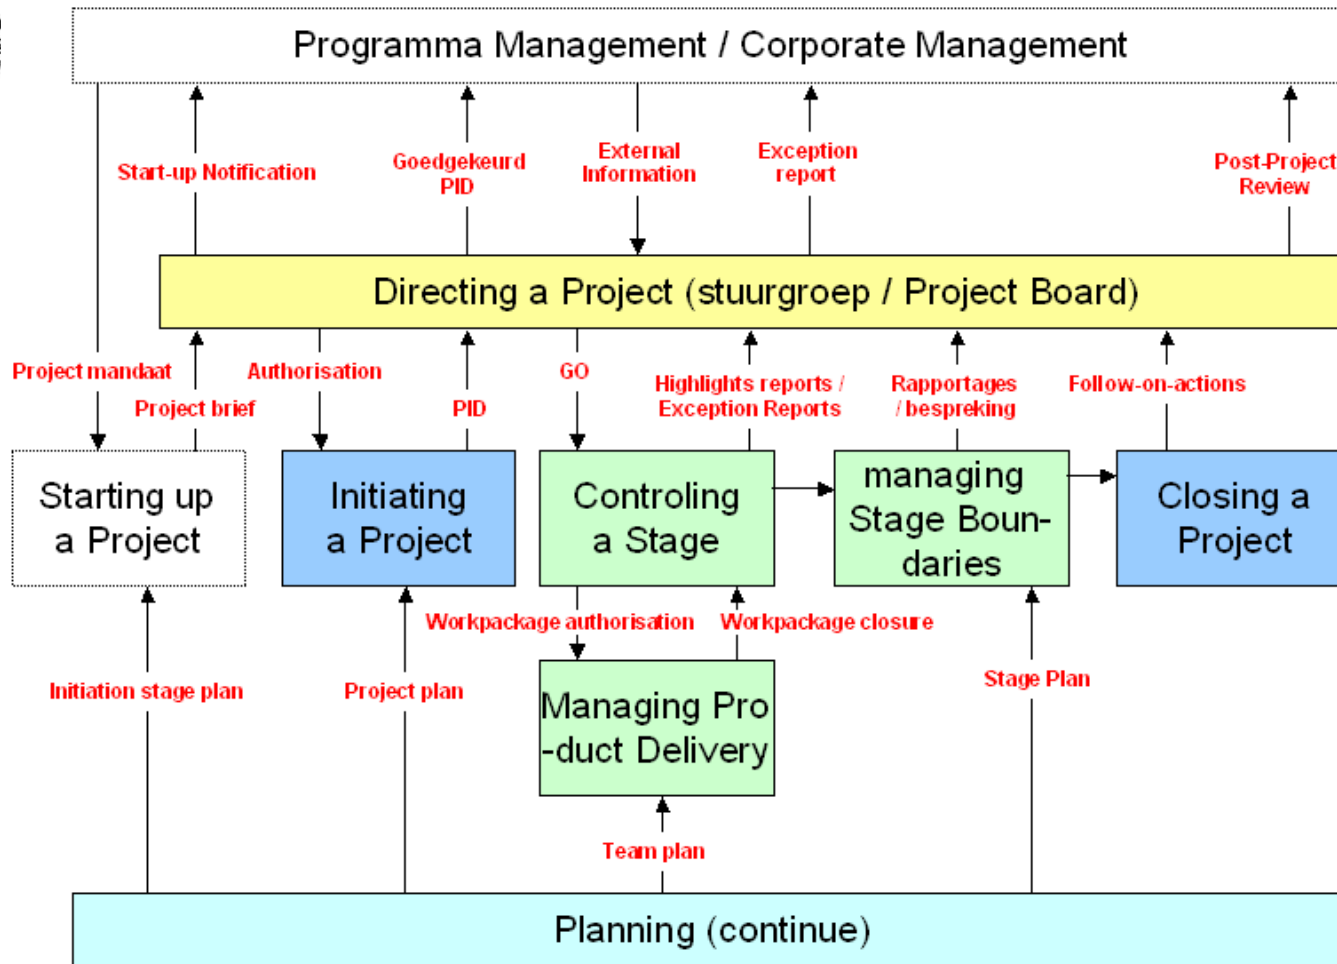 Programma Management / Corporate Management
Start-up Notification
Goedgekeurd
PID
External
Information
Exception
report
Post-Project
Review
Directing a Project (stuurgroep / Project Board)
Project mandaat
Project brief
Authorisation
PID
GO
Highlights reports /
Exception Reports
Rapportages
/ bespreking
Follow-on-actions
Starting up
a Project
Initiating
a Project
Controling
a Stage
managing
Stage Boun-
daries
Closing a
Project
Workpackage authorisation
Workpackage closure
Initiation stage plan
Project plan
Managing Pro
-duct Delivery
Stage Plan
Team plan
Planning (continue)